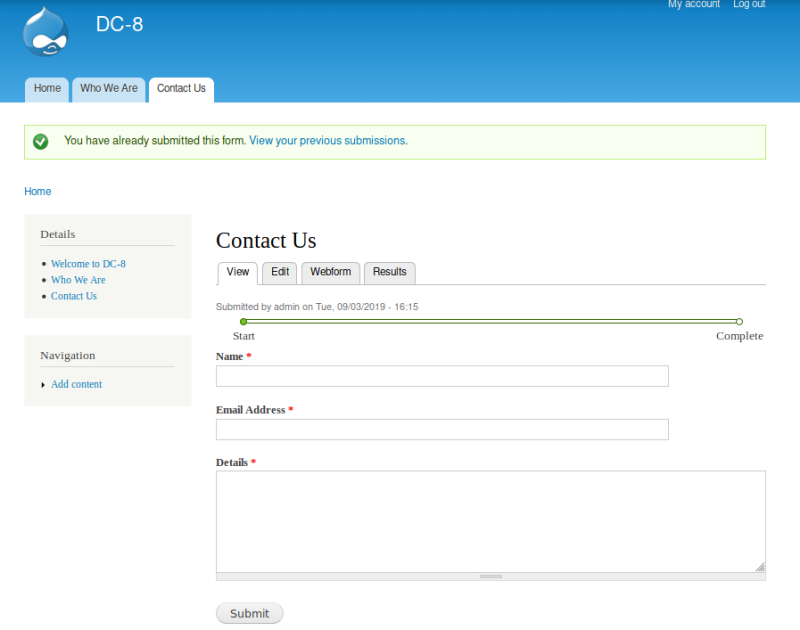 My account Log out
DC-8
Home Who We Are Contact Us
You have already submitted this form. View your previous submissions.
Home
Details
Welcome to DC-8
Who We Are
Contact Us
Navigation
Add content
Contact Us
View Edit Webform Results
Submitted by admin on Tue, 09/03/2019 - 16:15
Start Complete
Name *
Email Address *
Details *
Submit